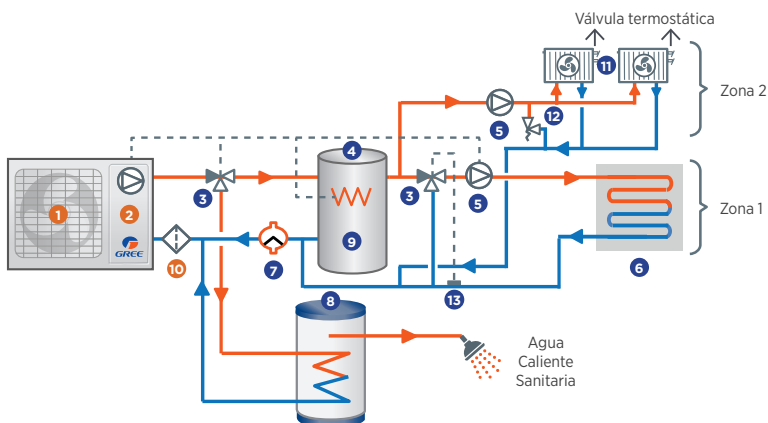 Válvula termostática
11
Zona 2
5
12
4
3
3
5
1
2
GREE
9
Zona 1
10
7
6
13
8
Agua
Caliente
Sanitaria